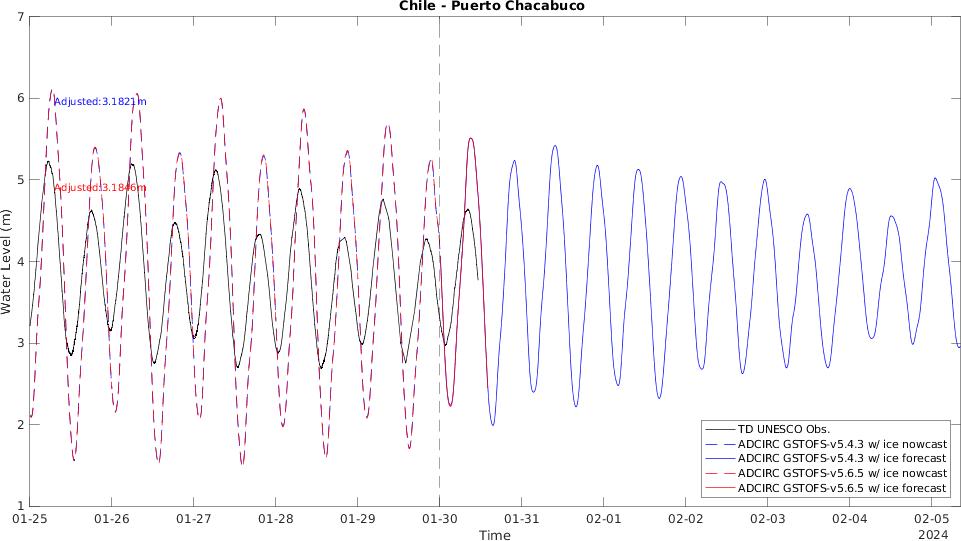 Chile - Puerto Chacabuco
7
6
5
4
3
2
1
Water Level (m)
Adjusted:3.1821m
Adjusted:3.1846m
TD UNESCO Obs.
ADCIRC GSTOFS-v5.4.3 w/ ice nowcast
ADCIRC GSTOFS-v5.4.3 w/ ice forecast
ADCIRC GSTOFS-v5.6.5 w/ ice nowcast
ADCIRC GSTOFS-v5.6.5 w/ ice forecast
01-25 01-26 01-27 01-28 01-29 01-30 01-31 02-01 02-02 02-03 02-04 02-05
Time
2024